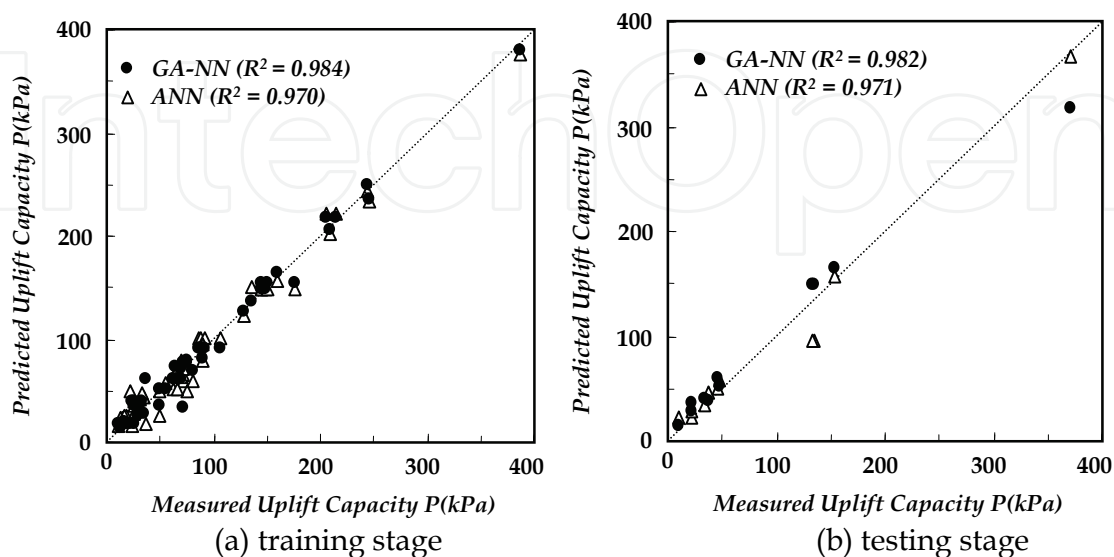 400
300
200
100
0
Predicted Uplift Capacity P(kPa)
GA-NN (R² = 0.984)
ANN (R² = 0.970)
0 100 200 300 400
Measured Uplift Capacity P(kPa)
(a) training stage
400
300
200
100
0
Predicted Uplift Capacity P(kPa)
GA-NN (R² = 0.982)
ANN (R² = 0.971)
0 100 200 300 400
Measured Uplift Capacity P(kPa)
(b) testing stage
IntechOpen